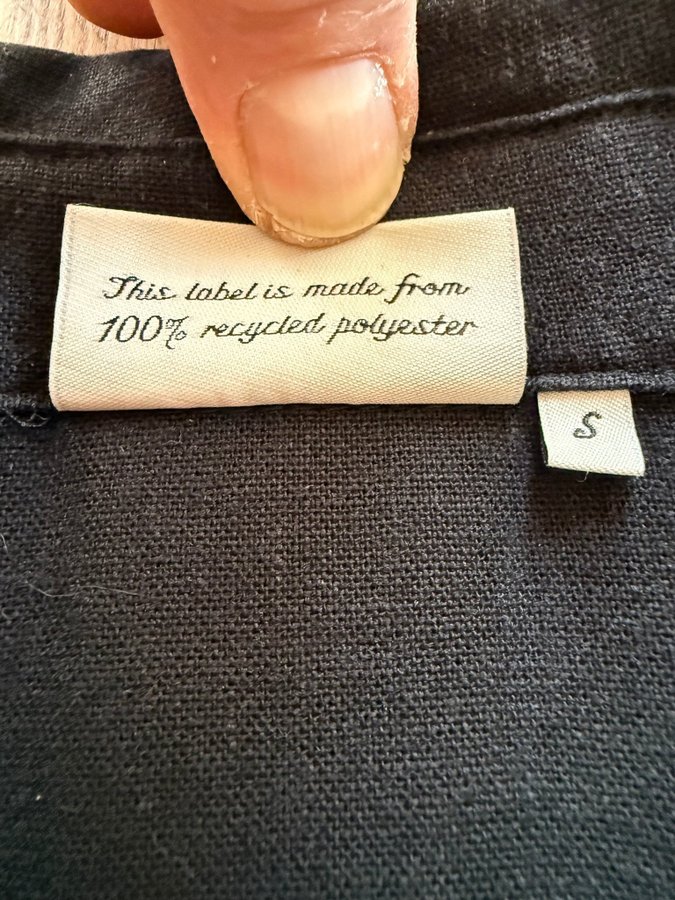 This label is made from
100% recycled polyester
S